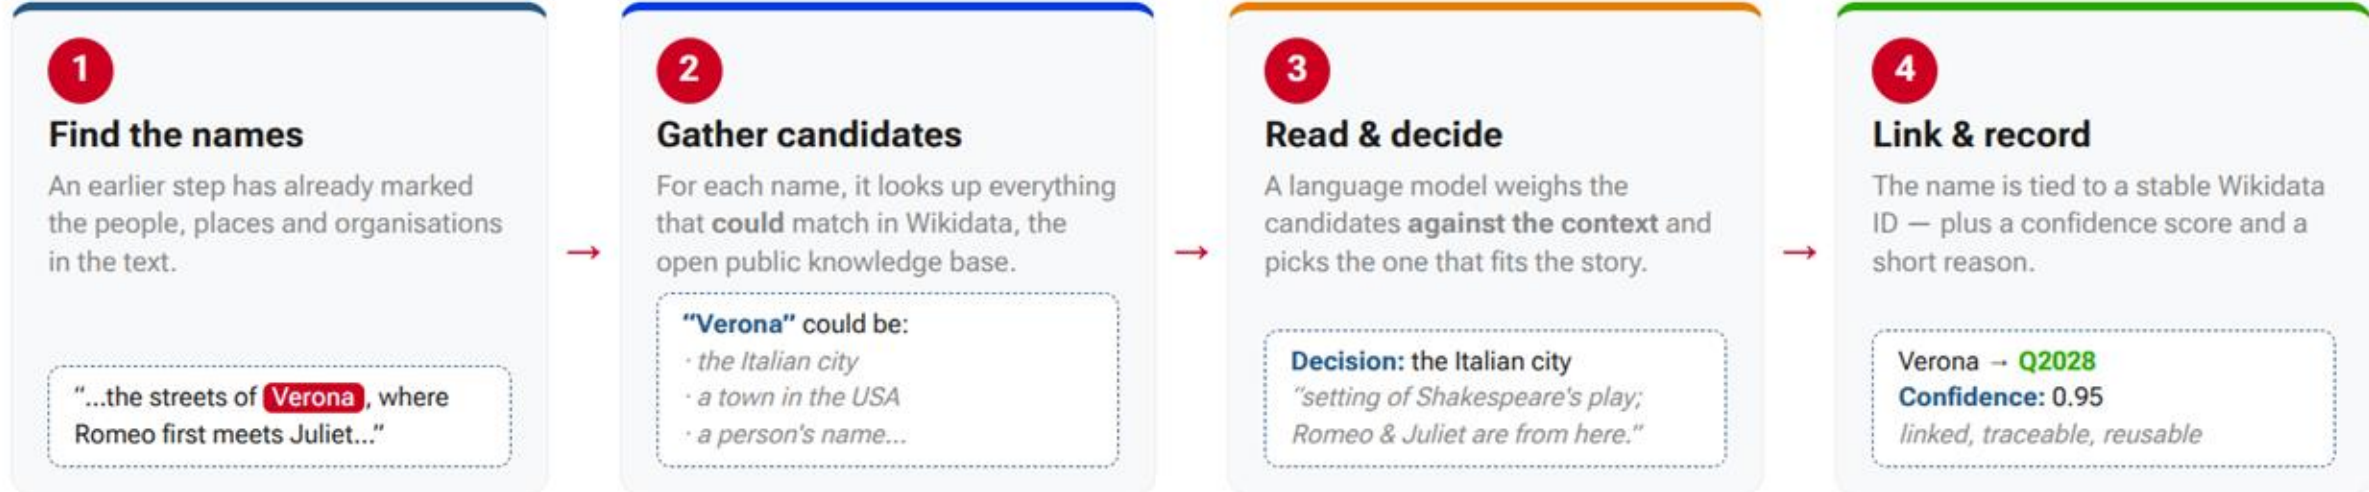 1
Find the names
An earlier step has already marked
the people, places and organisations
in the text.
"...the streets of Verona, where
Romeo first meets Juliet..."
→
2
Gather candidates
For each name, it looks up everything
that could match in Wikidata, the
open public knowledge base.
"Verona" could be:
· the Italian city
· a town in the USA
· a person's name...
→
3
Read & decide
A language model weighs the
candidates against the context and
picks the one that fits the story.
Decision: the Italian city
"setting of Shakespeare's play;
Romeo & Juliet are from here."
→
4
Link & record
The name is tied to a stable Wikidata
ID — plus a confidence score and a
short reason.
Verona → Q2028
Confidence: 0.95
linked, traceable, reusable